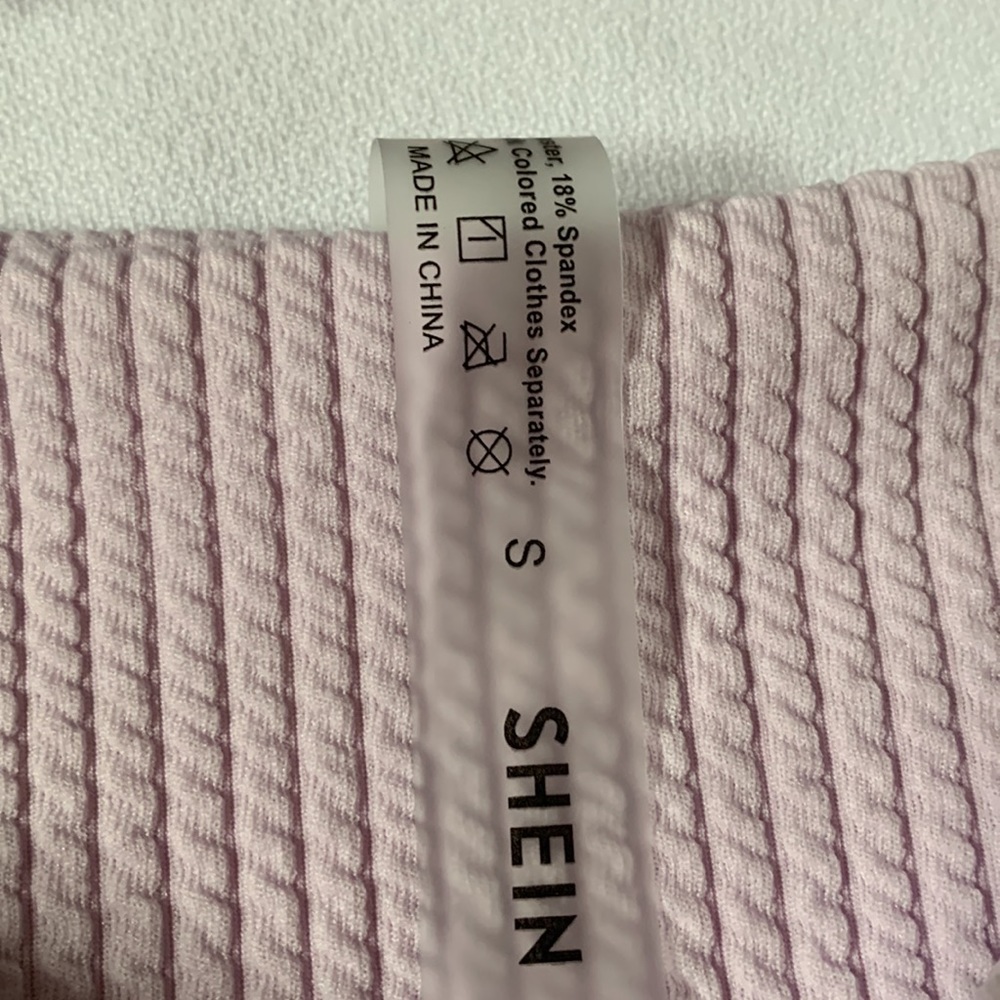 18% Spandex
Colored Clothes Separately.
MADE IN CHINA
S
SHEIN